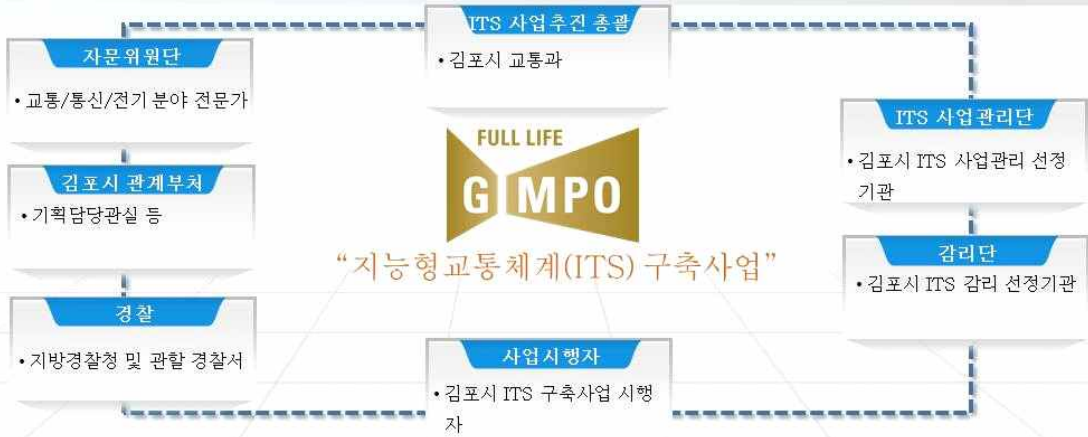 ITS 사업추진 총괄
• 김포시 교통과
자문위원단
• 교통/통신/전기 분야 전문가
ITS 사업관리단
• 김포시 ITS 사업관리 선정
기관
김포시 관계부처
• 기획담당관실 등
FULL LIFE
GIMPO
“지능형교통체계(ITS) 구축사업”
감리단
• 김포시 ITS 감리 선정기관
경찰
• 지방경찰청 및 관할 경찰서
사업시행자
• 김포시 ITS 구축사업 시행
자